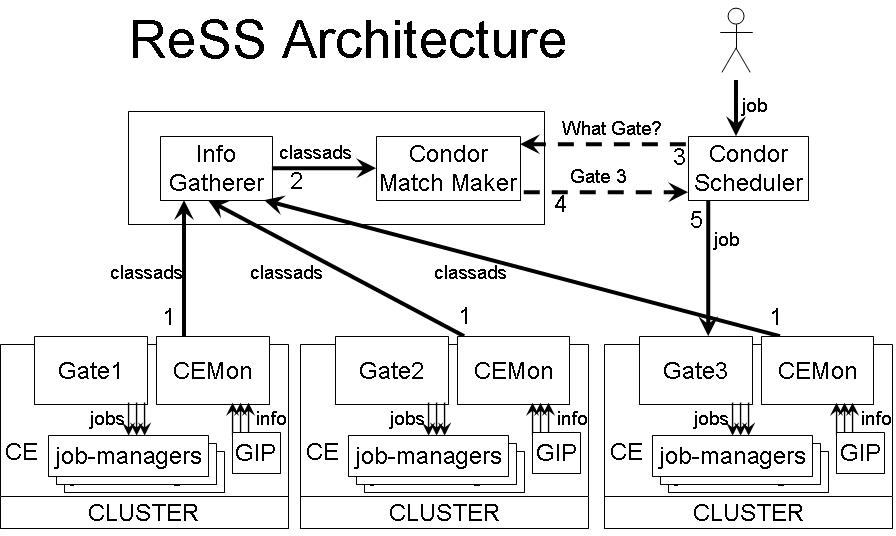 ReSS Architecture
job
Info
Gatherer
classads
2
Condor
Match Maker
What Gate?
3
Gate 3
4
Condor
Scheduler
5
job
classads
classads
classads
1
1
1
Gate1
CEMon
jobs
info
CE
job-managers
GIP
CLUSTER
Gate2
CEMon
jobs
info
CE
job-managers
GIP
CLUSTER
Gate3
CEMon
jobs
info
CE
job-managers
GIP
CLUSTER